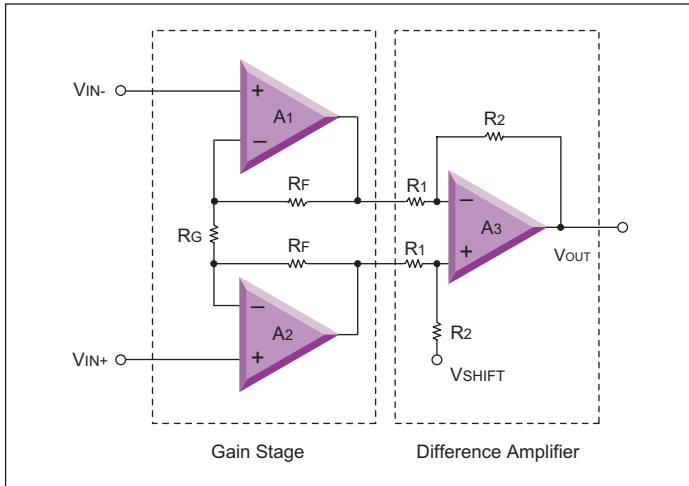 VIN-
+
A1
−
R2
RF
R1
−
A3
+
RG
RF
R1
VOUT
−
A2
+
R2
VIN+
VSHIFT
Gain Stage
Difference Amplifier